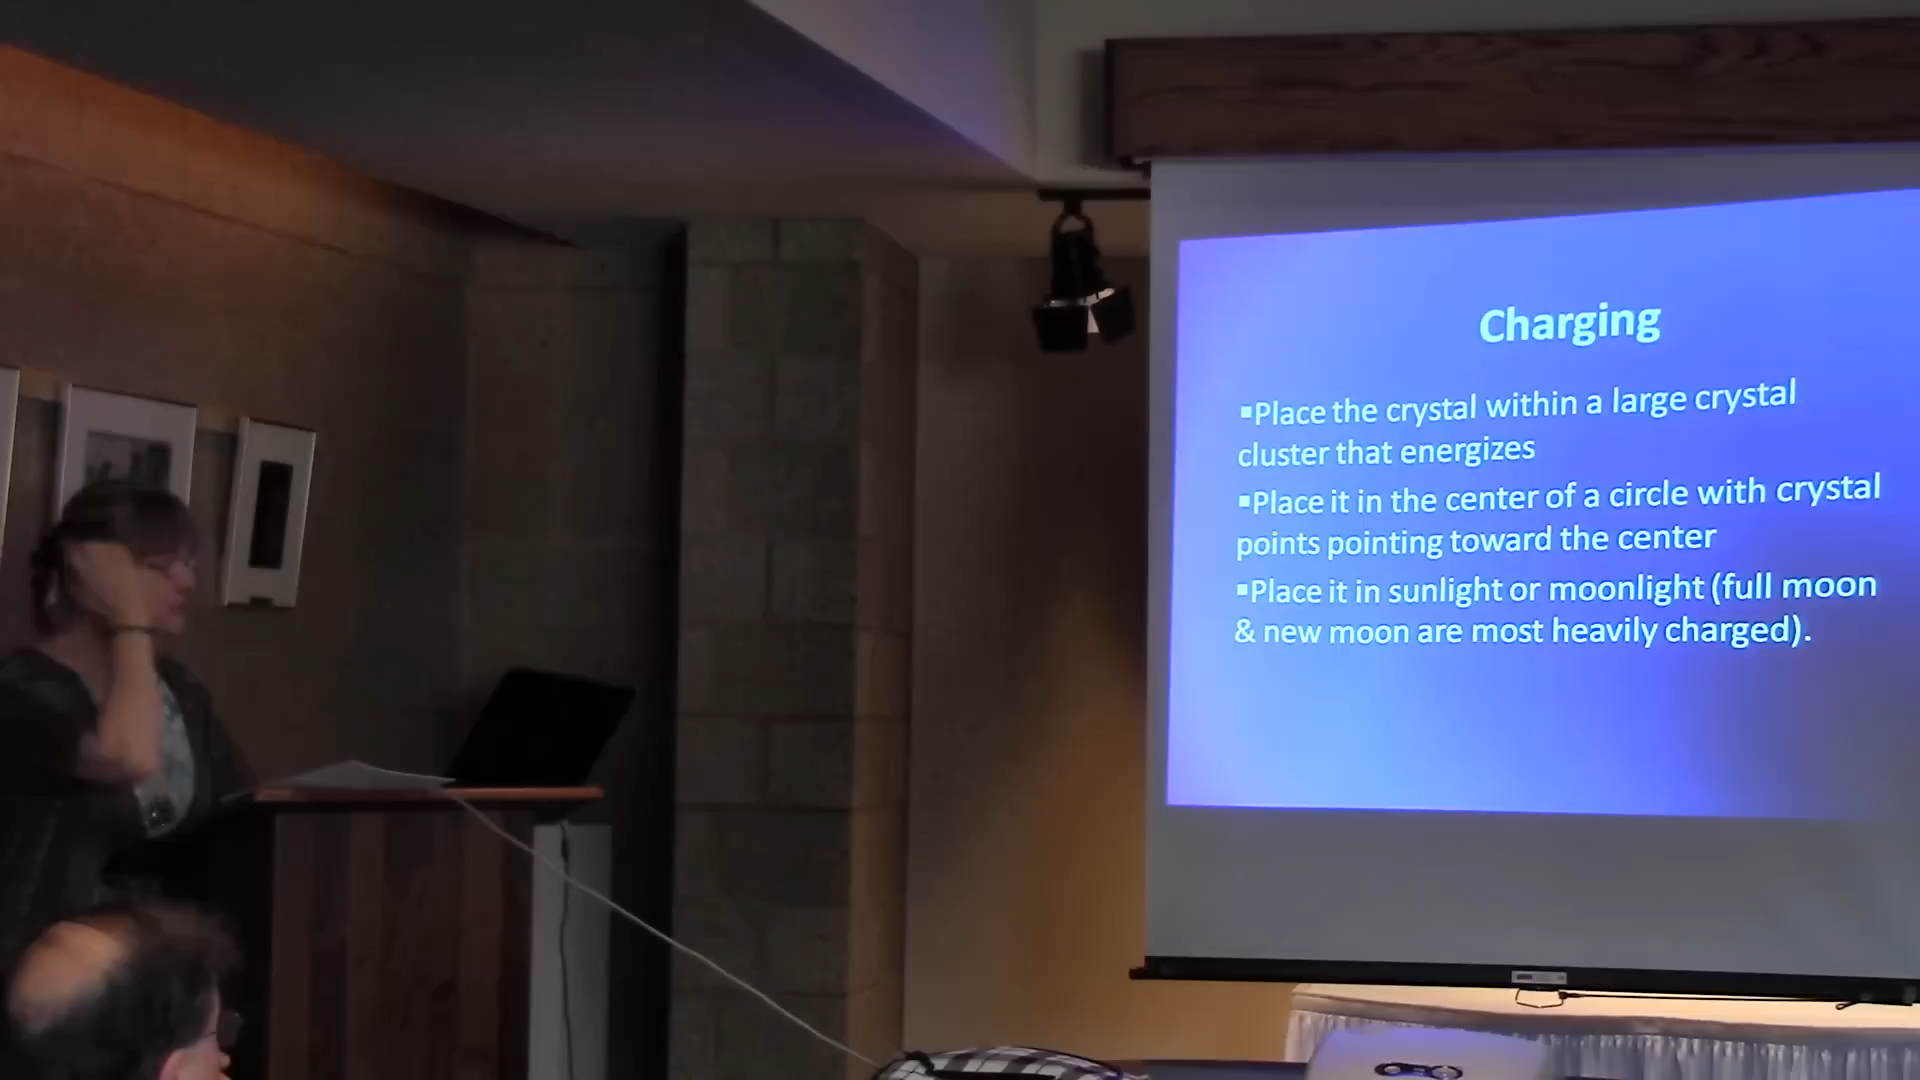 Charging
▪Place the crystal within a large crystal
cluster that energizes
▪Place it in the center of a circle with crystal
points pointing toward the center
▪Place it in sunlight or moonlight (full moon
& new moon are most heavily charged).